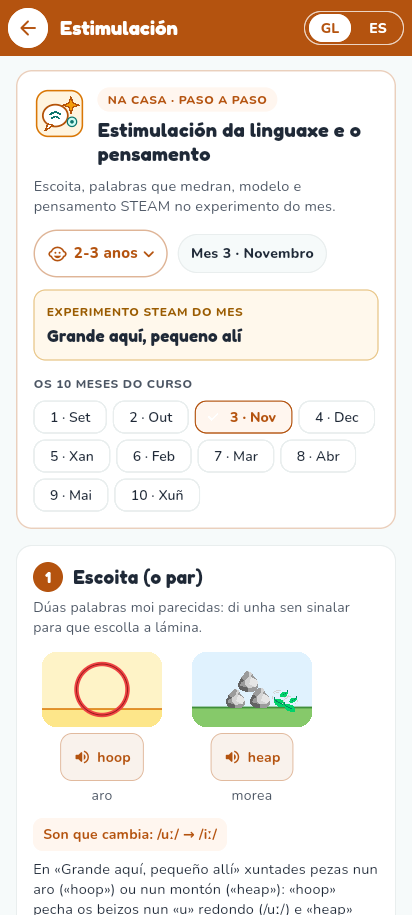 Estimulación
GL ES
NA CASA · PASO A PASO
Estimulación da linguaxe e o
pensamento
Escoita, palabras que medran, modelo e
pensamento STEAM no experimento do mes.
2-3 anos
Mes 3 · Novembro
EXPERIMENTO STEAM DO MES
Grande aquí, pequeno alí
OS 10 MESES DO CURSO
1 · Set
2 · Out
3 · Nov
4 · Dec
5 · Xan
6 · Feb
7 · Mar
8 · Abr
9 · Mai
10 · Xuñ
1 Escoita (o par)
Dúas palabras moi parecidas: di unha sen sinalar
para que escolla a lámina.
hoop
heap
aro
morea
Son que cambia: /uː/ → /iː/
En «Grande aquí, pequeño allí» xuntades pezas nun
aro («hoop») ou nun montón («heap»): «hoop»
pecha os beizos nun «u» redondo (/uː/) e «heap»